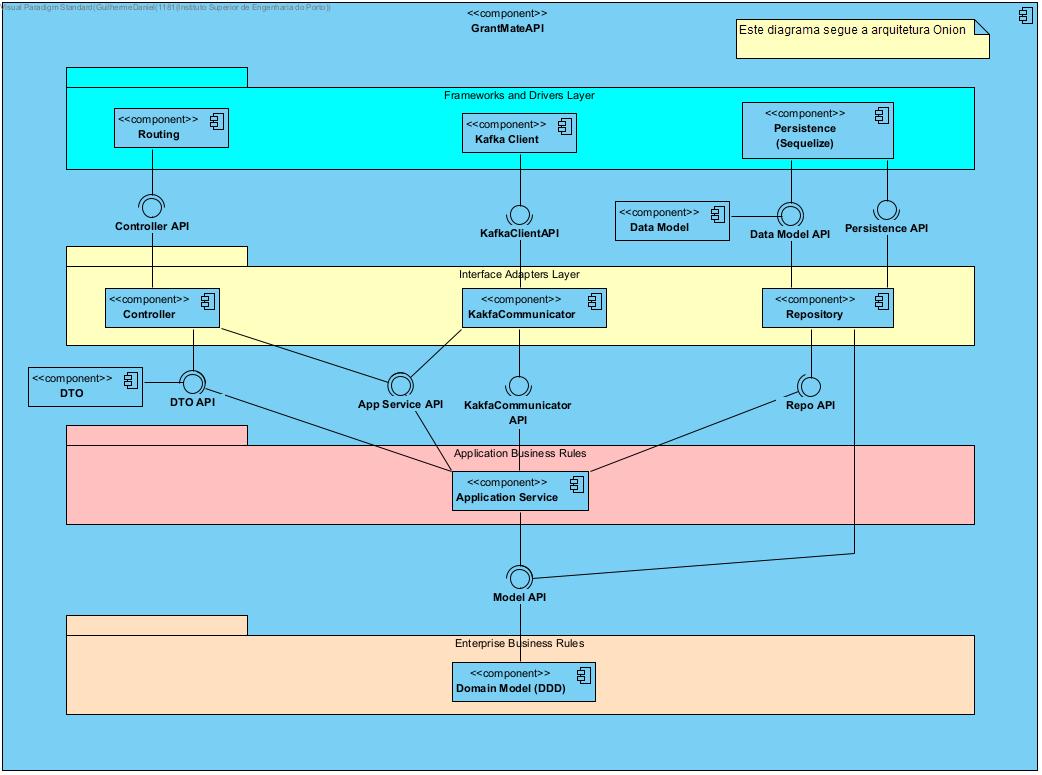 Visual Paradigm Standard(GuilhermeDaniel(1181(Instituto Superior de Engenharia do Porto))
<<component>>
GrantMateAPI
Este diagrama segue a arquitetura Onion
Frameworks and Drivers Layer
<<component>>
Routing
<<component>>
Kafka Client
<<component>>
Persistence
(Sequelize)
Controller API
KafkaClientAPI
<<component>>
Data Model
Data Model API
Persistence API
Interface Adapters Layer
<<component>>
Controller
<<component>>
KakfaCommunicator
<<component>>
Repository
<<component>>
DTO
DTO API
App Service API
KakfaCommunicator
API
Repo API
Application Business Rules
<<component>>
Application Service
Model API
Enterprise Business Rules
<<component>>
Domain Model (DDD)